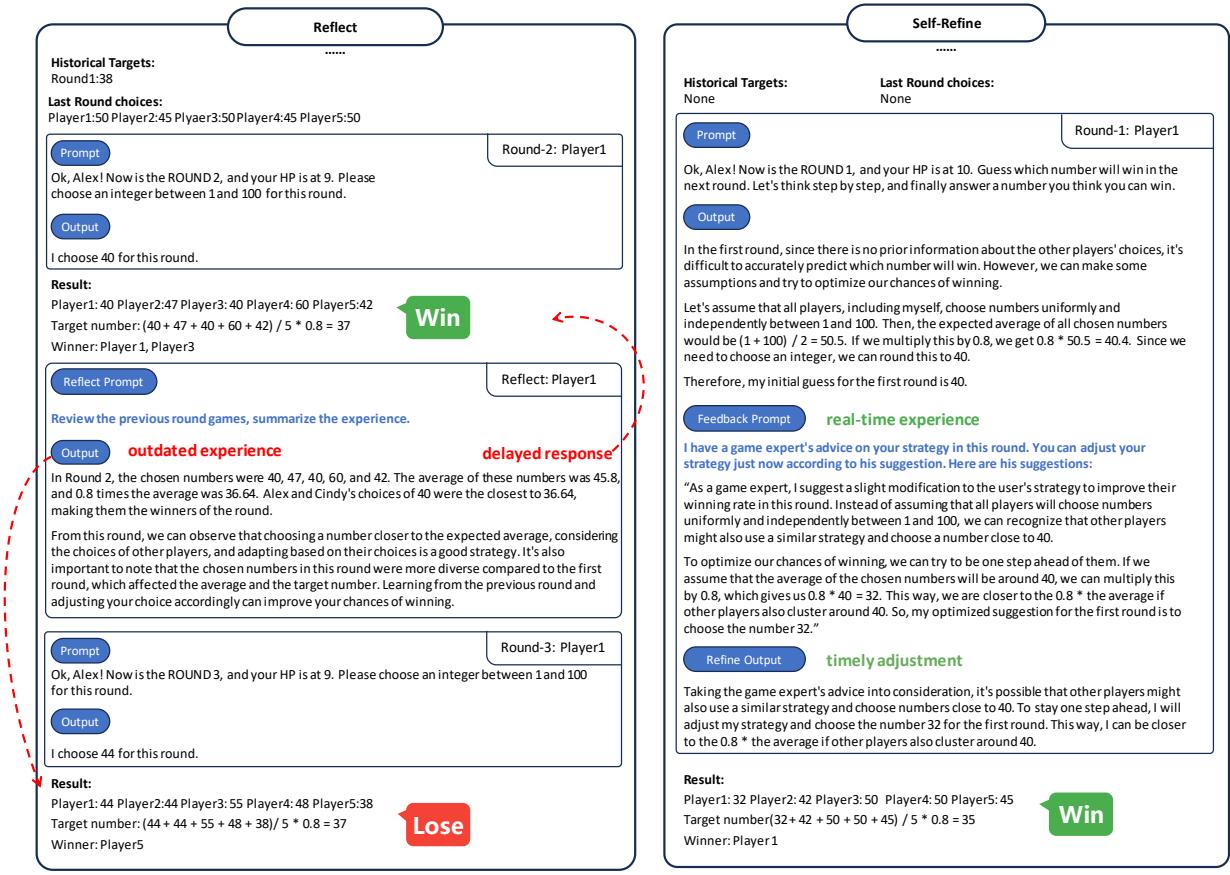 Reflect
......
Historical Targets:
Round1:38
Last Round choices:
Player1:50 Player2:45 Plyaer3:50 Player4:45 Player5:50
Prompt
Round-2: Player1
Ok, Alex! Now is the ROUND 2, and your HP is at 9. Please
choose an integer between 1 and 100 for this round.
Output
I choose 40 for this round.
Result:
Player1: 40 Player2:47 Player3: 40 Player4: 60 Player5:42
Target number: (40 + 47 + 40 + 60 + 42) / 5 * 0.8 = 37
Winner: Player 1, Player3
Win
Reflect Prompt
Reflect: Player1
Review the previous round games, summarize the experience.
Output
outdated experience
delayed response
In Round 2, the chosen numbers were 40, 47, 40, 60, and 42. The average of these numbers was 45.8,
and 0.8 times the average was 36.64. Alex and Cindy's choices of 40 were the closest to 36.64,
making them the winners of the round.
From this round, we can observe that choosing a number closer to the expected average, considering
the choices of other players, and adapting based on their choices is a good strategy. It's also
important to note that the chosen numbers in this round were more diverse compared to the first
round, which affected the average and the target number. Learning from the previous round and
adjusting your choice accordingly can improve your chances of winning.
Prompt
Round-3: Player1
Ok, Alex! Now is the ROUND 3, and your HP is at 9. Please choose an integer between 1 and 100
for this round.
Output
I choose 44 for this round.
Result:
Player1: 44 Player2:44 Player3: 55 Player4: 48 Player5:38
Target number: (44 + 44 + 55 + 48 + 38)/ 5 * 0.8 = 37
Winner: Player5
Lose
Self-Refine
......
Historical Targets:
None
Last Round choices:
None
Prompt
Round-1: Player1
Ok, Alex! Now is the ROUND 1, and your HP is at 10. Guess which number will win in the
next round. Let's think step by step, and finally answer a number you think you can win.
Output
In the first round, since there is no prior information about the other players' choices, it's
difficult to accurately predict which number will win. However, we can make some
assumptions and try to optimize our chances of winning.
Let's assume that all players, including myself, choose numbers uniformly and
independently between 1 and 100. Then, the expected average of all chosen numbers
would be (1 + 100) / 2 = 50.5. If we multiply this by 0.8, we get 0.8 * 50.5 = 40.4. Since we
need to choose an integer, we can round this to 40.
Therefore, my initial guess for the first round is 40.
Feedback Prompt
real-time experience
I have a game expert's advice on your strategy in this round. You can adjust your
strategy just now according to his suggestion. Here are his suggestions:
“As a game expert, I suggest a slight modification to the user's strategy to improve their
winning rate in this round. Instead of assuming that all players will choose numbers
uniformly and independently between 1 and 100, we can recognize that other players
might also use a similar strategy and choose a number close to 40.
To optimize our chances of winning, we can try to be one step ahead of them. If we
assume that the average of the chosen numbers will be around 40, we can multiply this
by 0.8, which gives us 0.8 * 40 = 32. This way, we are closer to the 0.8 * the average if
other players also cluster around 40. So, my optimized suggestion for the first round is to
choose the number 32.”
Refine Output
timely adjustment
Taking the game expert's advice into consideration, it's possible that other players might
also use a similar strategy and choose numbers close to 40. To stay one step ahead, I will
adjust my strategy and choose the number 32 for the first round. This way, I can be closer
to the 0.8 * the average if other players also cluster around 40.
Result:
Player1: 32 Player2: 42 Player3: 50 Player4: 50 Player5: 45
Target number(32 + 42 + 50 + 50 + 45) / 5 * 0.8 = 35
Winner: Player 1
Win